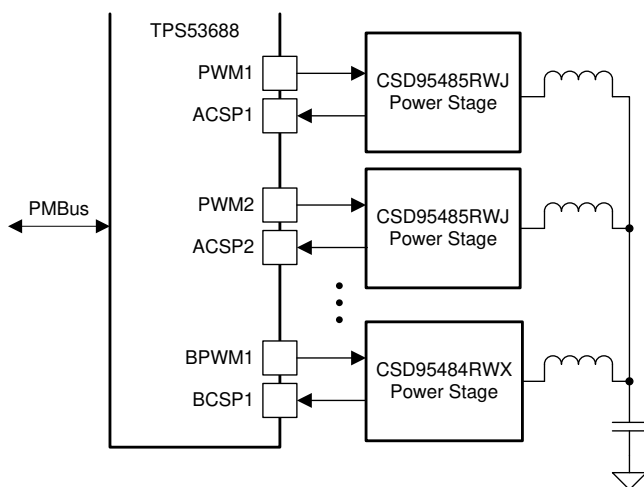 TPS53688
PWM1
CSD95485RWJ
Power Stage
ACSP1
PMBus
PWM2
CSD95485RWJ
Power Stage
ACSP2
BPWM1
CSD95484RWX
Power Stage
BCSP1